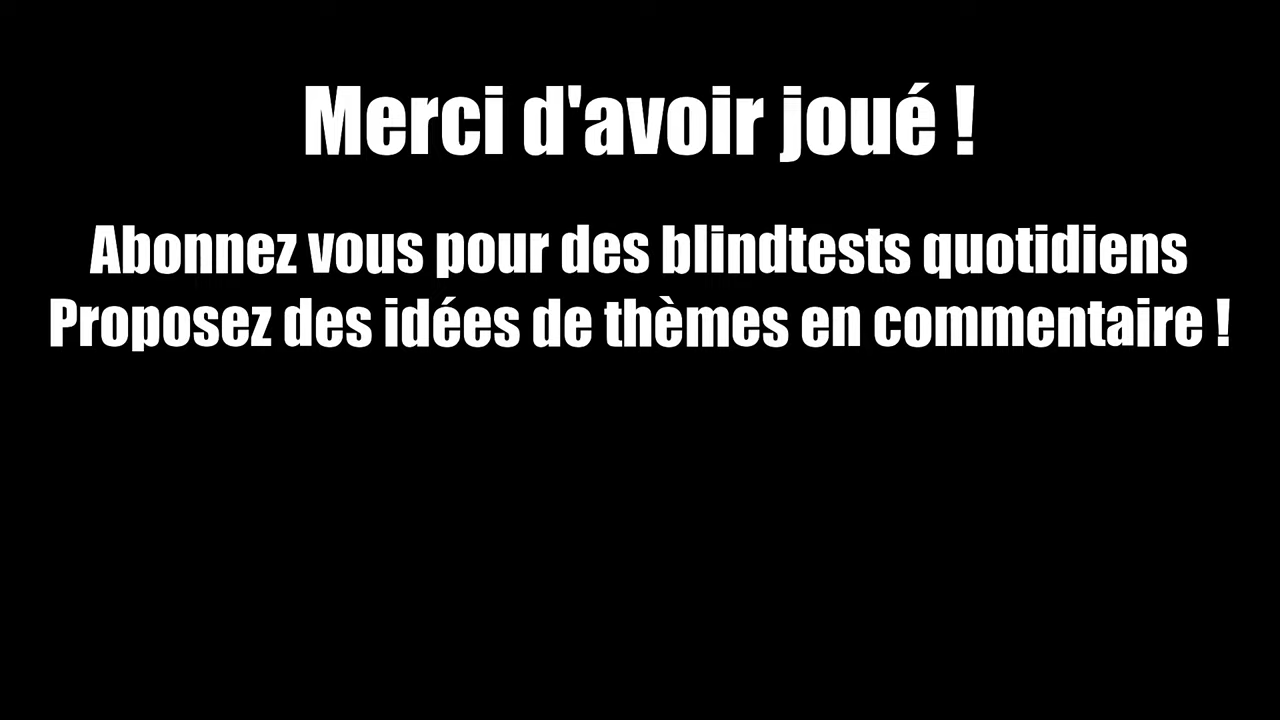 Merci d'avoir joué !
Abonnez vous pour des blindtests quotidiens
Proposez des idées de thèmes en commentaire !